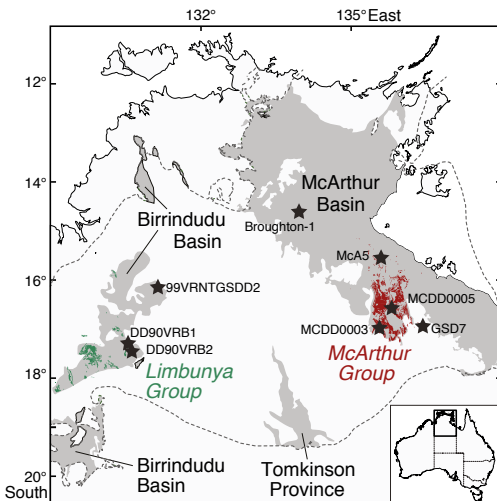 132°
135°East
12°
14°
16°
18°
20°
South
McArthur
Basin
Broughton-1
Birrindudu
Basin
McA5
99VRNTGSDD2
MCDD0005
DD90VRB1
MCDD0003
GSD7
DD90VRB2
Limbunya
Group
McArthur
Group
Birrindudu
Basin
Tomkinson
Province